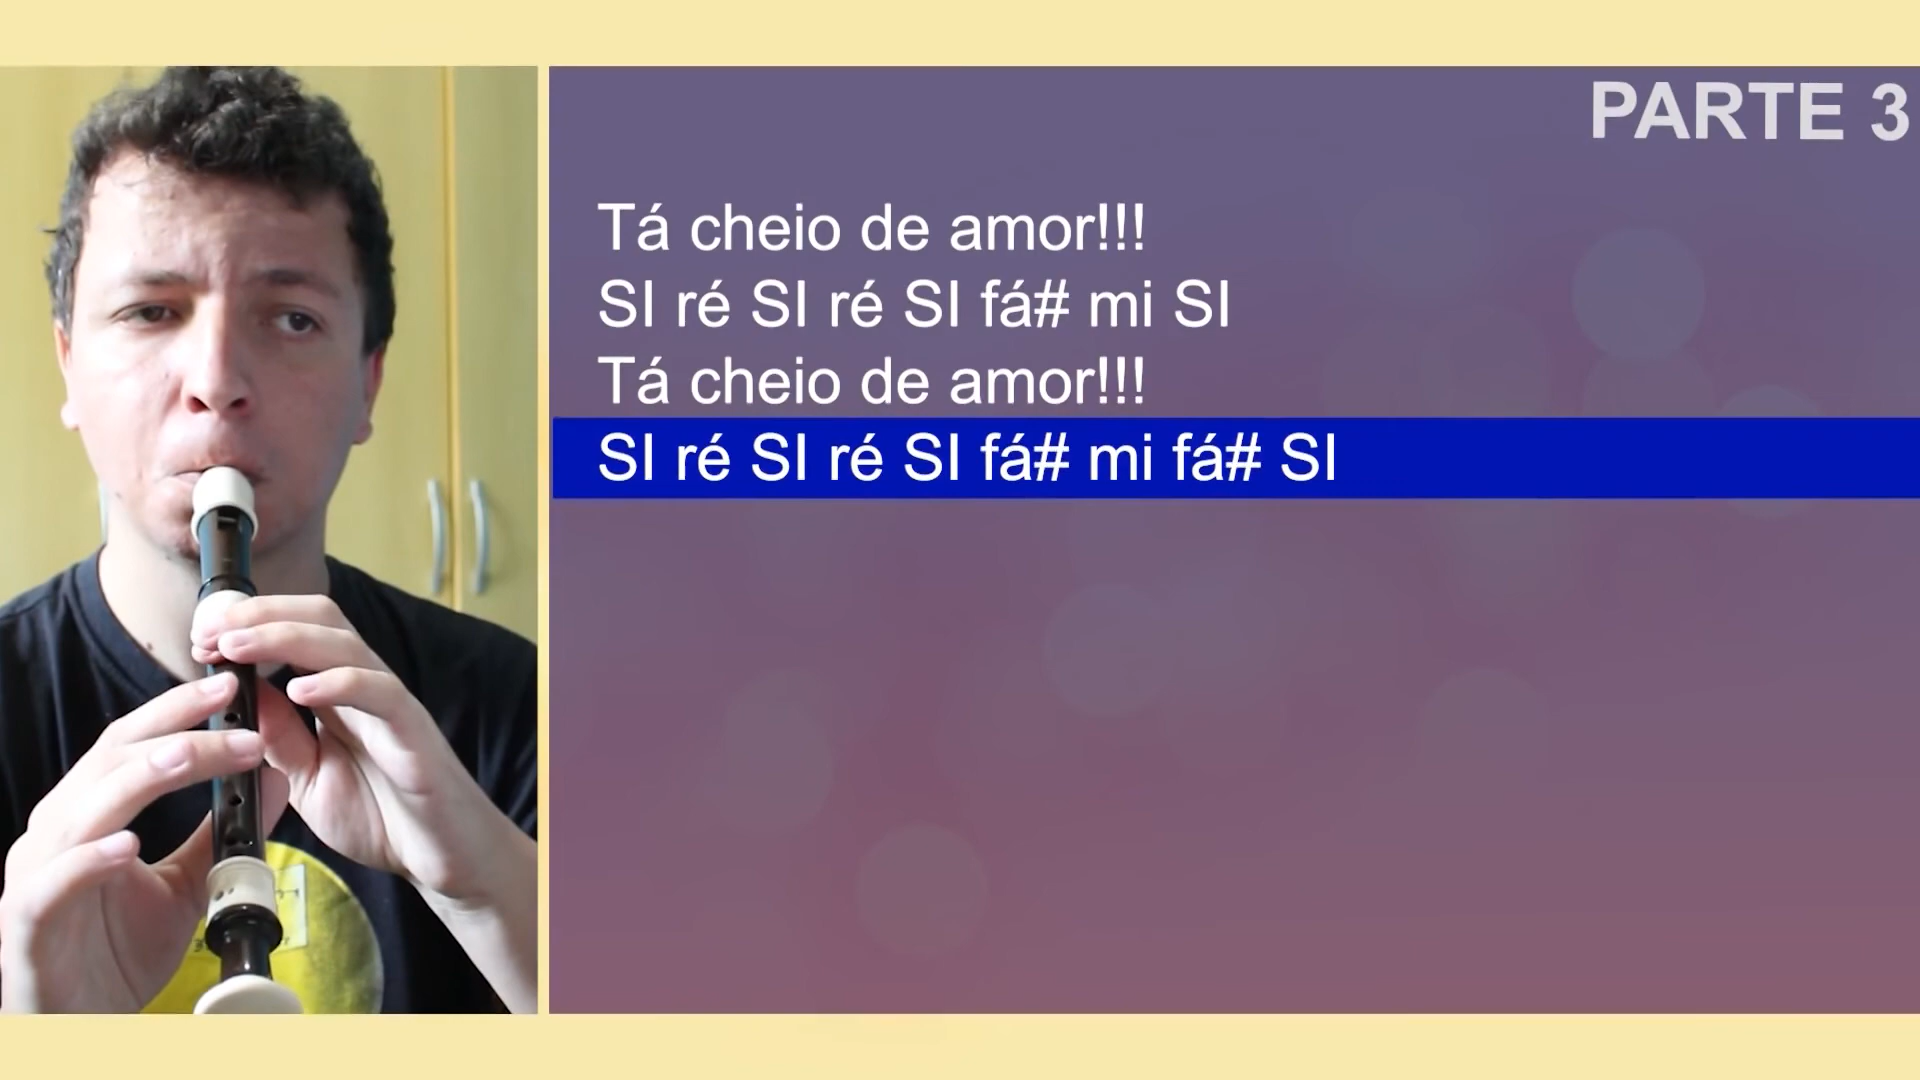 PARTE 3
Tá cheio de amor!!!
SI ré SI ré SI fá# mi SI
Tá cheio de amor!!!
SI ré SI ré SI fá# mi fá# SI